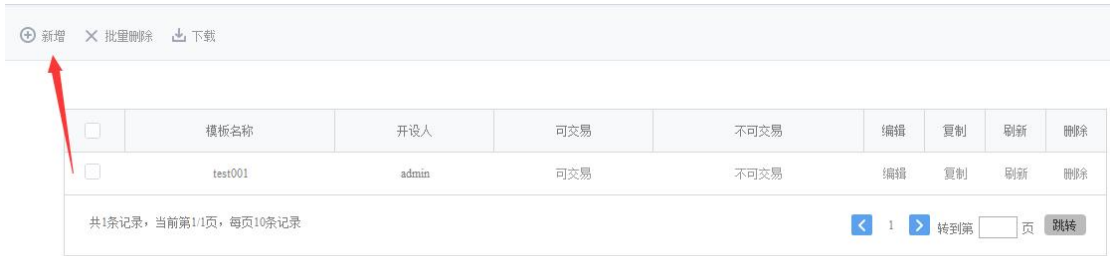 新增 批量删除 下载
模板名称 开设人 可交易 不可交易 编辑 复制 刷新 删除
test001 admin 可交易 不可交易 编辑 复制 刷新 删除
共1条记录，当前第1/1页，每页10条记录 1 转到第 页 跳转